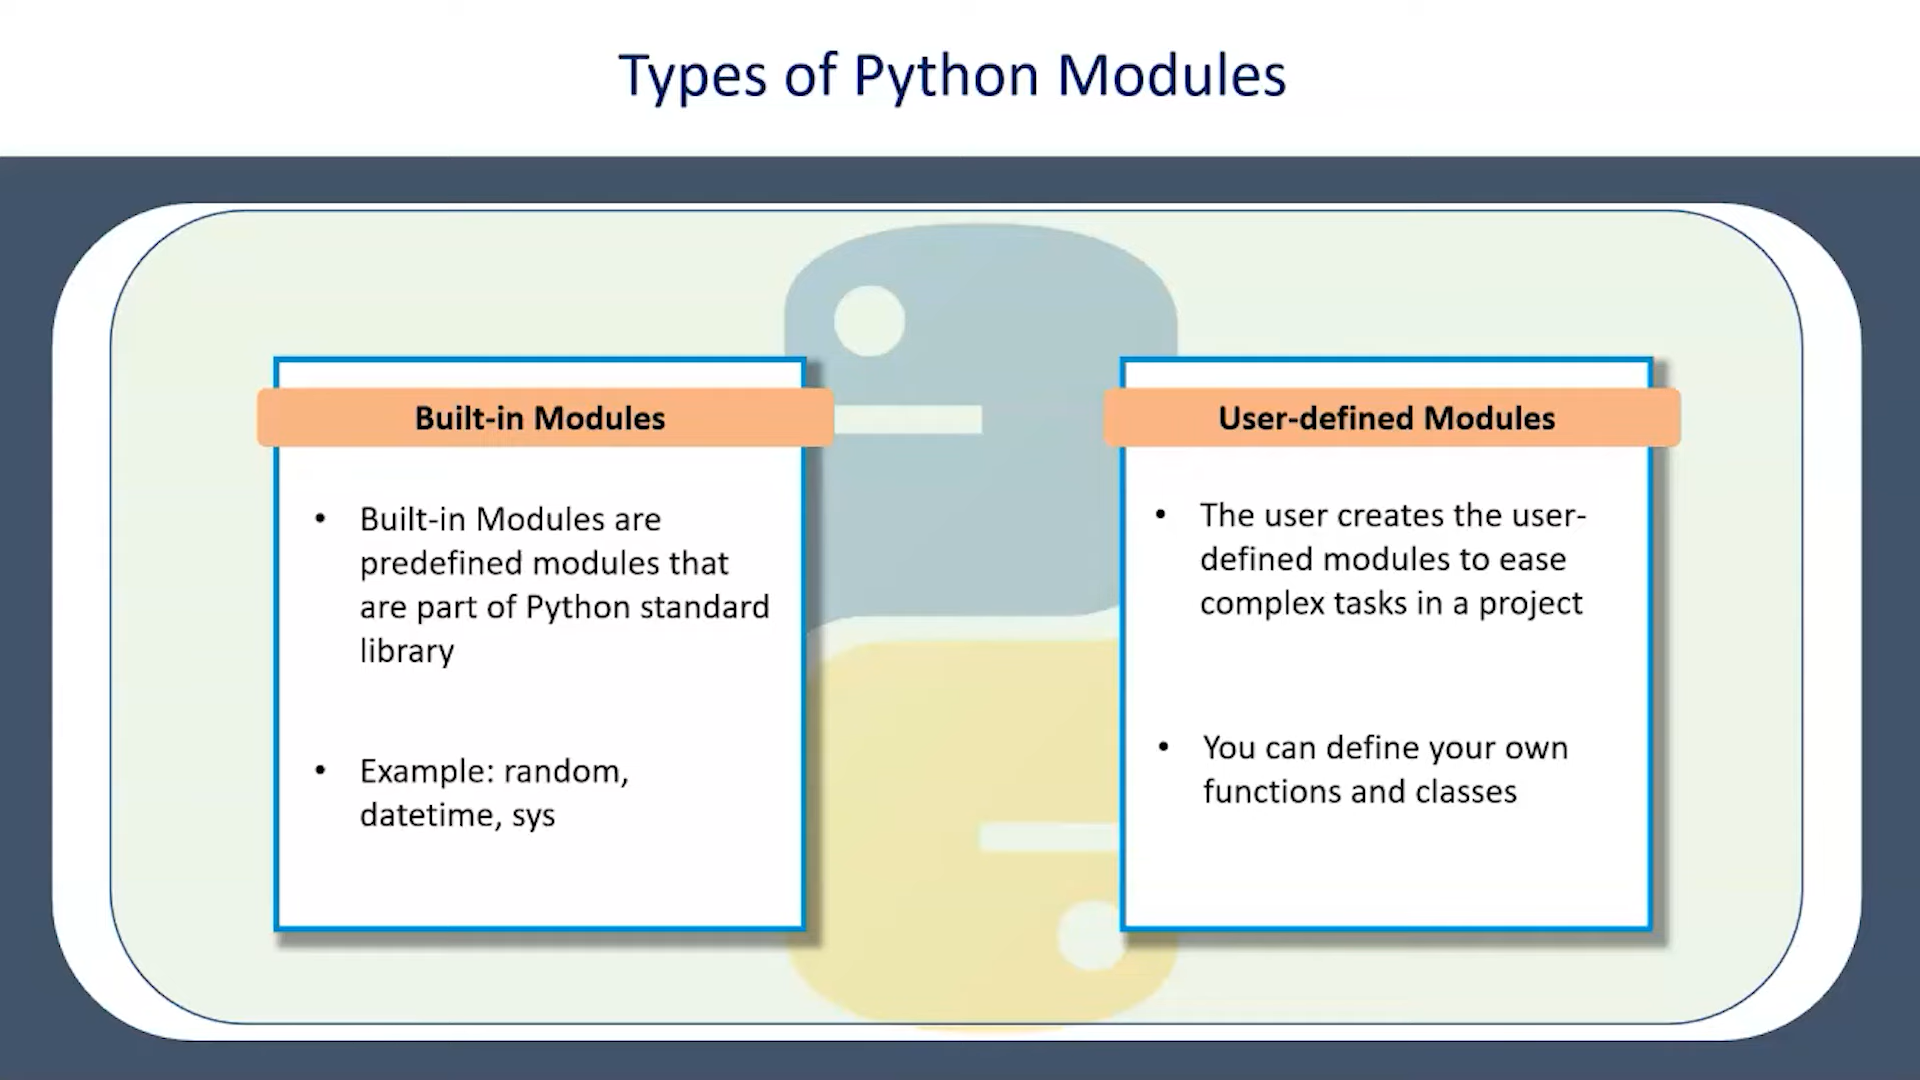 Types of Python Modules
Built-in Modules
• Built-in Modules are
predefined modules that
are part of Python standard
library
• Example: random,
datetime, sys
User-defined Modules
• The user creates the user-
defined modules to ease
complex tasks in a project
• You can define your own
functions and classes